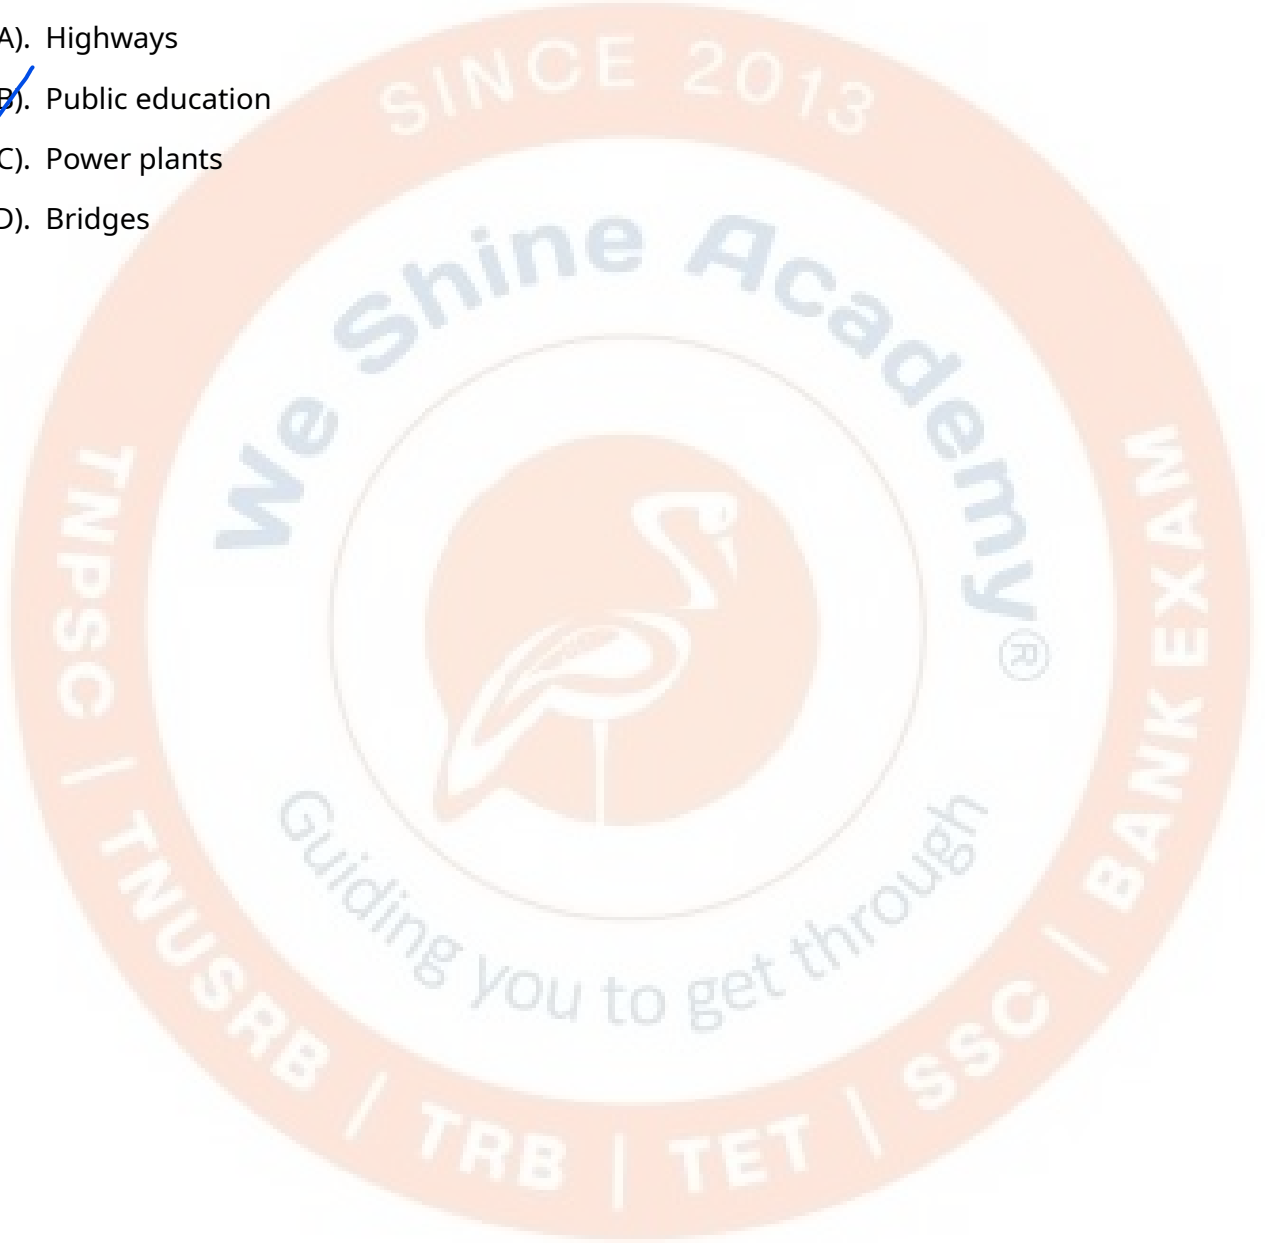 A). Highways
B). Public education
C). Power plants
D). Bridges
SINCE 2013
We Shine Academy®
Guiding you to get through
TNPSC | TNUSRB | TRB | TET | SSC | BANK EXAM